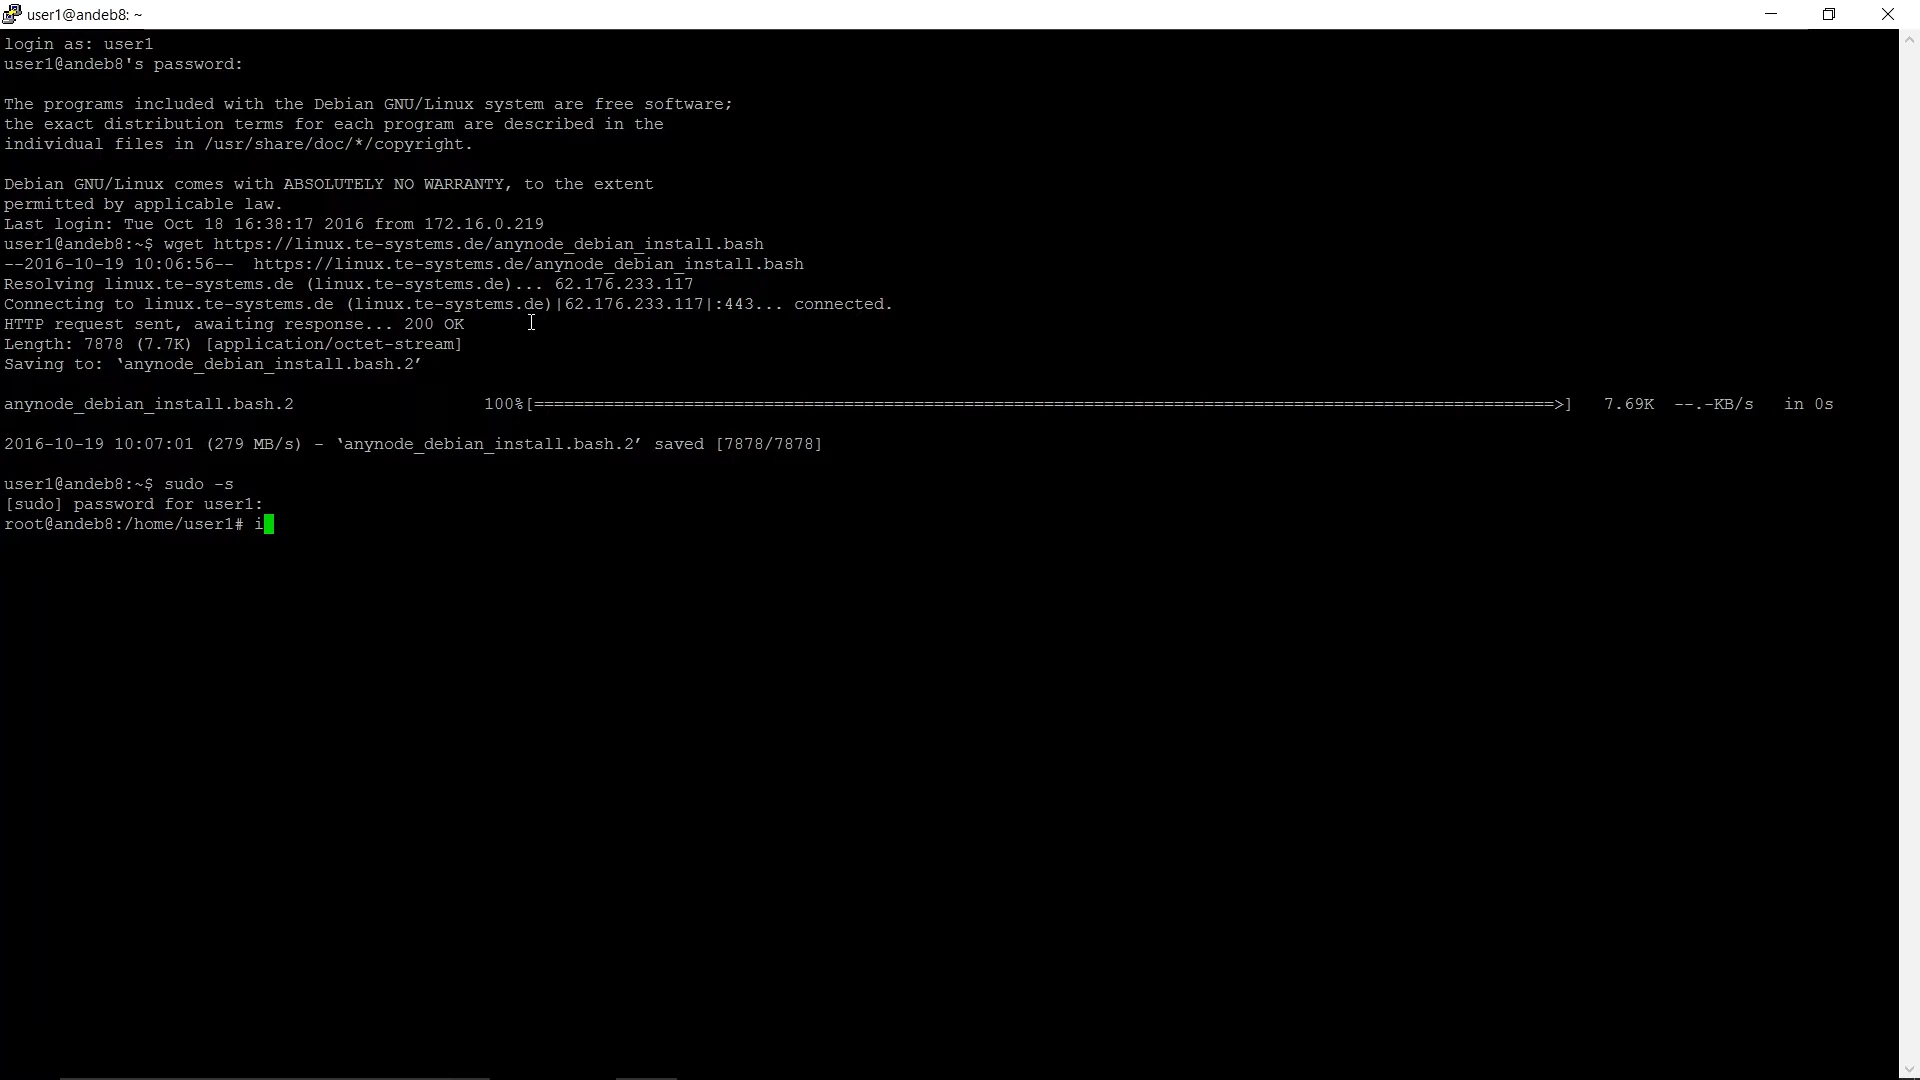 user1@andeb8: ~
login as: user1
user1@andeb8's password:
The programs included with the Debian GNU/Linux system are free software;
the exact distribution terms for each program are described in the
individual files in /usr/share/doc/*/copyright.
Debian GNU/Linux comes with ABSOLUTELY NO WARRANTY, to the extent
permitted by applicable law.
Last login: Tue Oct 18 16:38:17 2016 from 172.16.0.219
user1@andeb8:~$ wget https://linux.te-systems.de/anynode_debian_install.bash
--2016-10-19 10:06:56--  https://linux.te-systems.de/anynode_debian_install.bash
Resolving linux.te-systems.de (linux.te-systems.de)... 62.176.233.117
Connecting to linux.te-systems.de (linux.te-systems.de)|62.176.233.117|:443... connected.
HTTP request sent, awaiting response... 200 OK
Length: 7878 (7.7K) [application/octet-stream]
Saving to: ‘anynode_debian_install.bash.2’
anynode_debian_install.bash.2 100%[======================================================================================================>] 7.69K --.-KB/s in 0s
2016-10-19 10:07:01 (279 MB/s) - ‘anynode_debian_install.bash.2’ saved [7878/7878]
user1@andeb8:~$ sudo -s
[sudo] password for user1:
root@andeb8:/home/user1# i